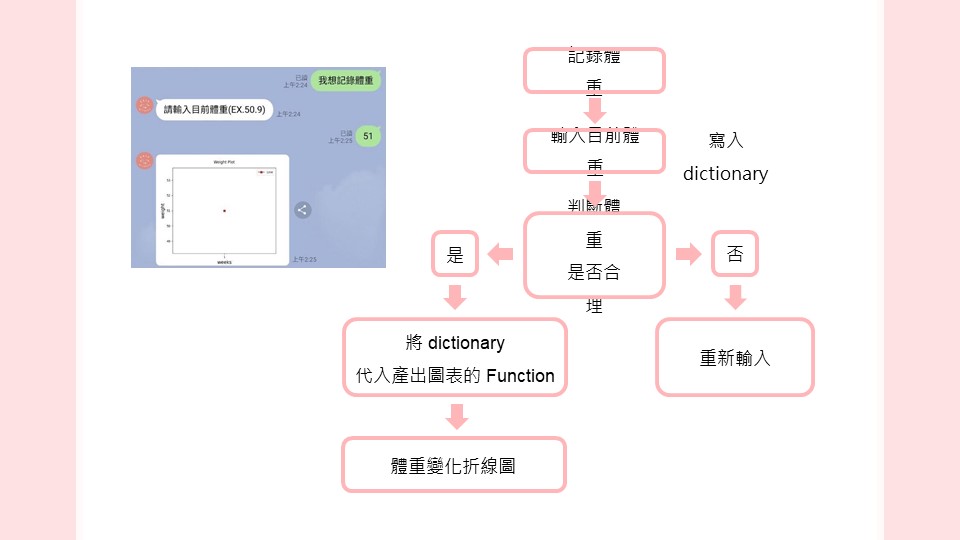 已讀
上午2:24
我想記錄體重
請輸入目前體重(EX.50.9)
上午2:24
已讀
上午2:25
51
Weight Plot
weight
上午2:25
記錄體
重
輸入目前體
重
寫入
dictionary
判斷體
重
是否合
理
是
否
將 dictionary
代入產出圖表的 Function
重新輸入
體重變化折線圖